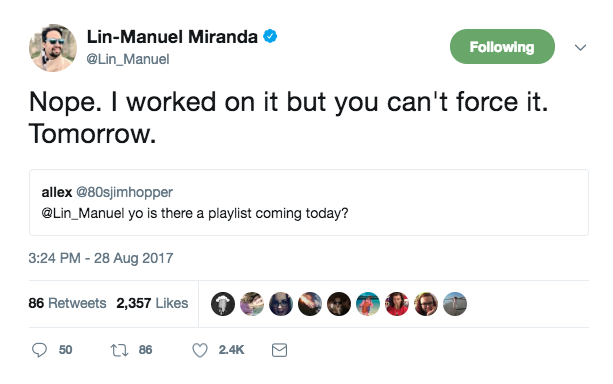 Lin-Manuel Miranda
@Lin_Manuel
Following
Nope. I worked on it but you can't force it.
Tomorrow.
allex @80sjimhopper
@Lin_Manuel yo is there a playlist coming today?
3:24 PM - 28 Aug 2017
86 Retweets 2,357 Likes
50 86 2.4K